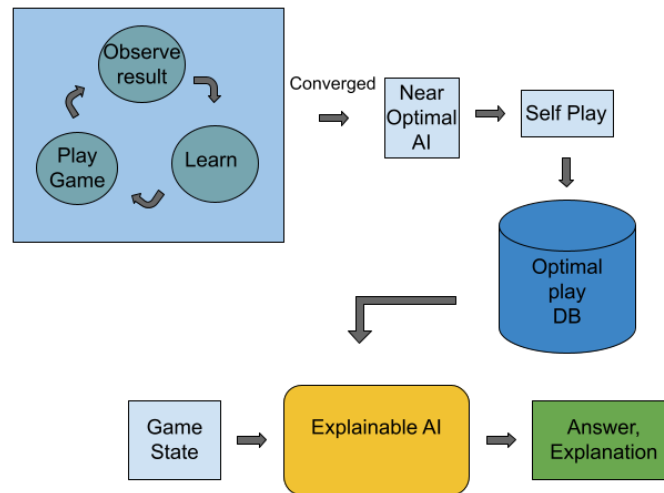 Observe
result
Play
Game
Learn
Converged
Near
Optimal
AI
Self Play
Optimal
play
DB
Game
State
Explainable AI
Answer,
Explanation